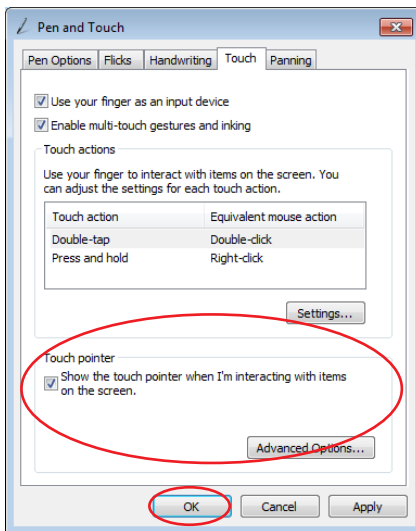 Pen and Touch
Pen Options Flicks Handwriting Touch Panning
Use your finger as an input device
Enable multi-touch gestures and inking
Touch actions
Use your finger to interact with items on the screen. You
can adjust the settings for each touch action.
Touch action Equivalent mouse action
Double-tap Double-click
Press and hold Right-click
Settings...
Touch pointer
Show the touch pointer when I'm interacting with items
on the screen.
Advanced Options...
OK Cancel Apply